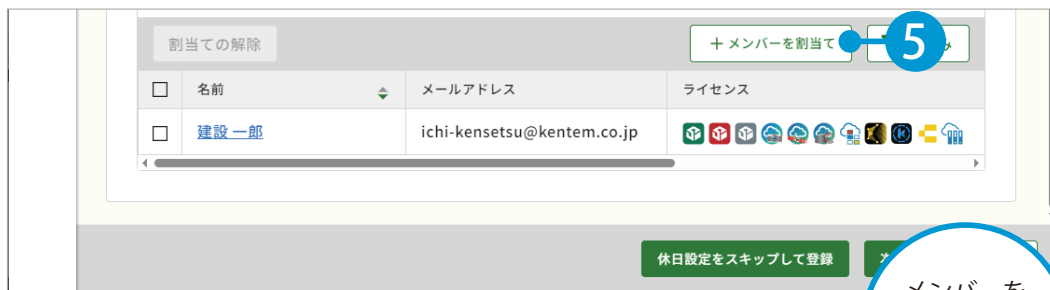 割当ての解除
＋メンバーを割当て
5
み
名前
メールアドレス
ライセンス
建設 一郎
ichi-kensetsu@kentem.co.jp
休日設定をスキップして登録
メンバーを